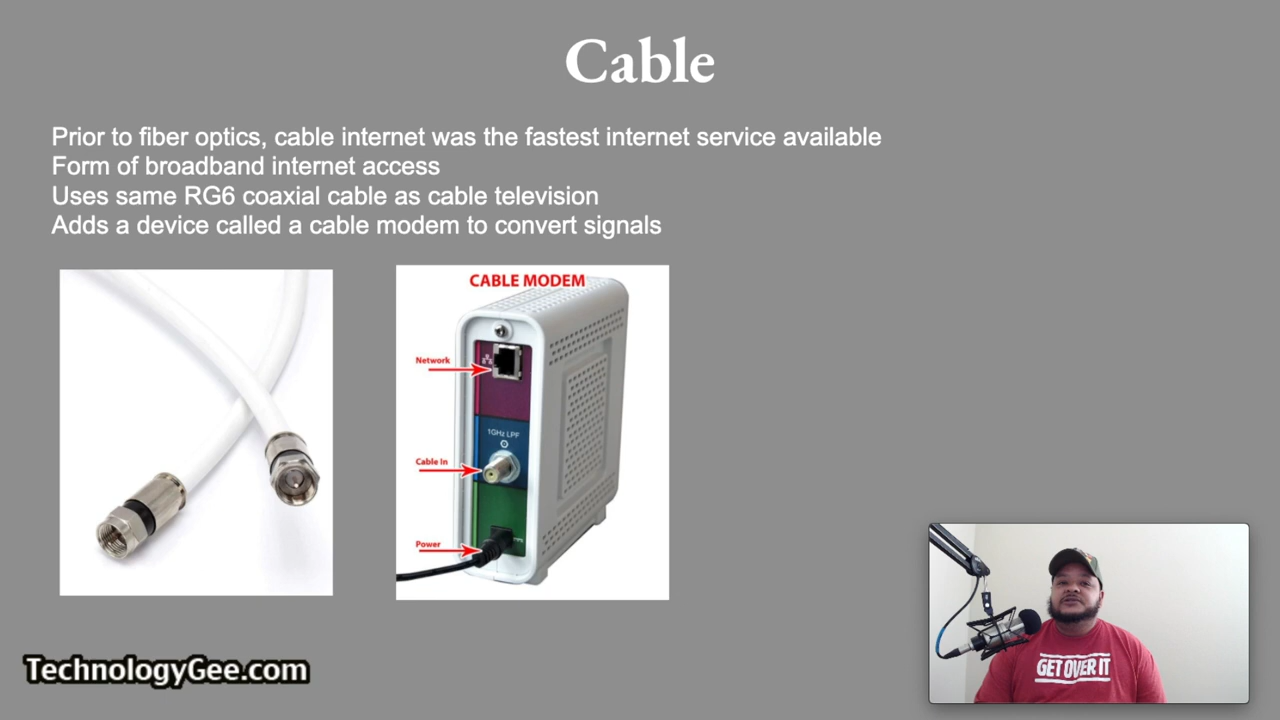 Cable
Prior to fiber optics, cable internet was the fastest internet service available
Form of broadband internet access
Uses same RG6 coaxial cable as cable television
Adds a device called a cable modem to convert signals
CABLE MODEM
Network
1GHz LPF
Cable In
Power
GET OVER IT
TechnologyGee.com